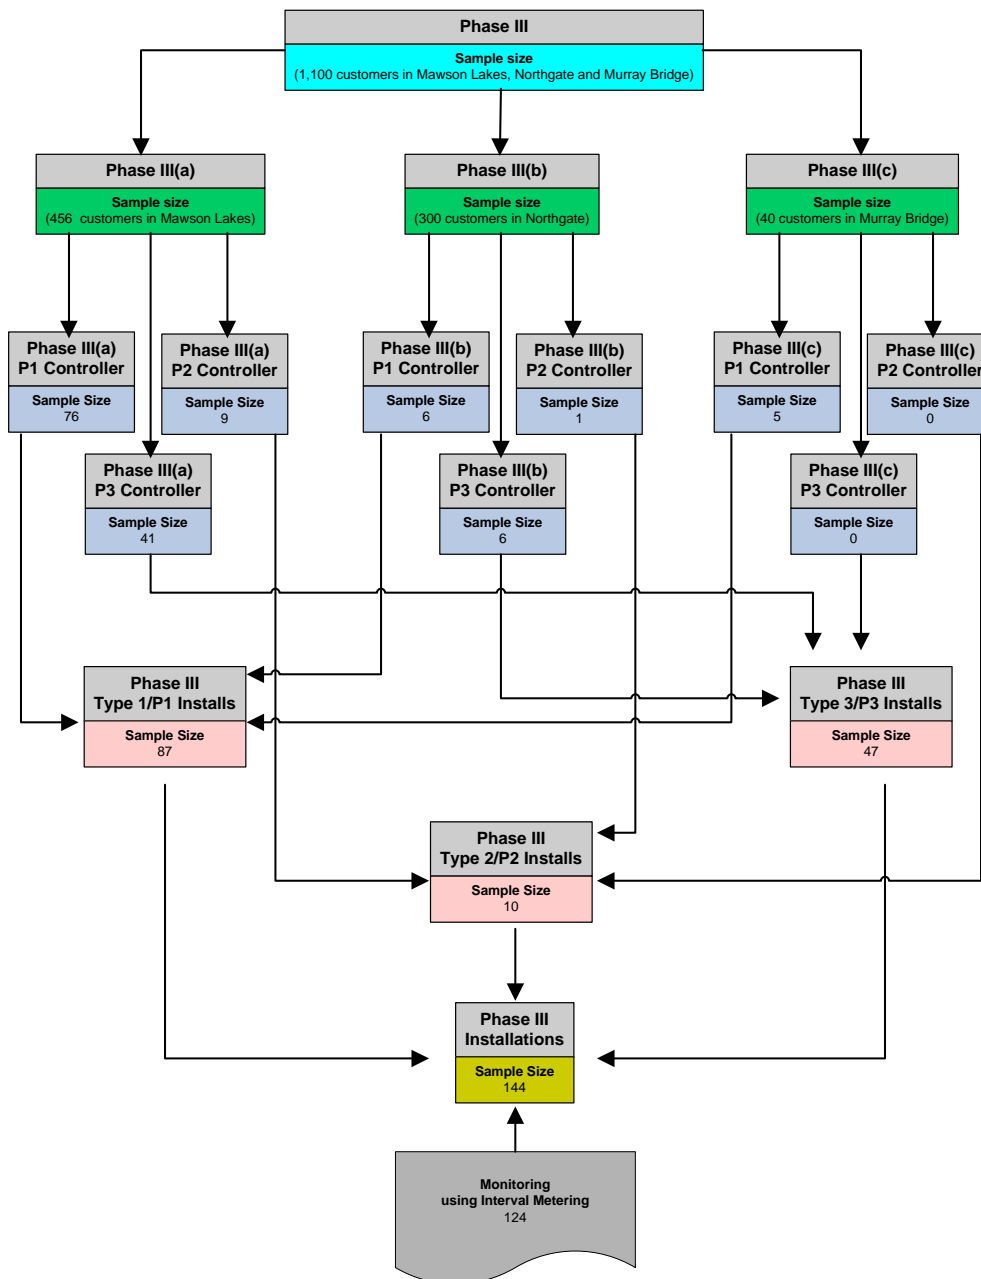 Phase III
Sample size
(1,100 customers in Mawson Lakes, Northgate and Murray Bridge)
Phase III(a)
Sample size
(456 customers in Mawson Lakes)
Phase III(b)
Sample size
(300 customers in Northgate)
Phase III(c)
Sample size
(40 customers in Murray Bridge)
Phase III(a)
P1 Controller
Sample Size
76
Phase III(a)
P2 Controller
Sample Size
9
Phase III(b)
P1 Controller
Sample Size
6
Phase III(b)
P2 Controller
Sample Size
1
Phase III(c)
P1 Controller
Sample Size
5
Phase III(c)
P2 Controller
Sample Size
0
Phase III(a)
P3 Controller
Sample Size
41
Phase III(b)
P3 Controller
Sample Size
6
Phase III(c)
P3 Controller
Sample Size
0
Phase III
Type 1/P1 Installs
Sample Size
87
Phase III
Type 3/P3 Installs
Sample Size
47
Phase III
Type 2/P2 Installs
Sample Size
10
Phase III
Installations
Sample Size
144
Monitoring
using Interval Metering
124